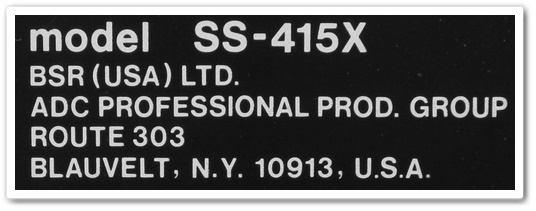 model SS-415X
BSR (USA) LTD.
ADC PROFESSIONAL PROD. GROUP
ROUTE 303
BLAUVELT, N.Y. 10913, U.S.A.